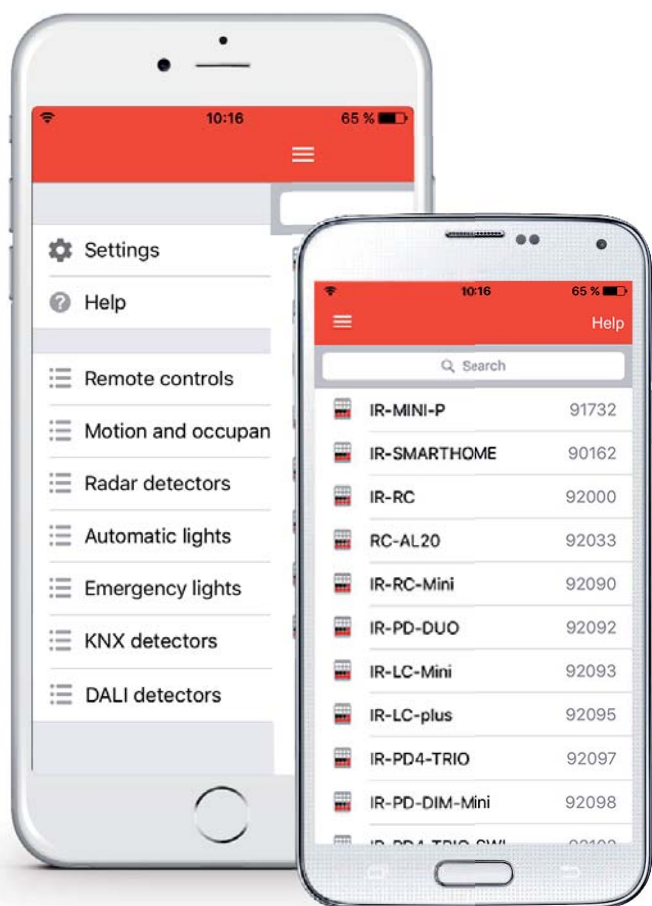 10:16
65 %
Settings
Help
Remote controls
Motion and occupan
Radar detectors
Automatic lights
Emergency lights
KNX detectors
DALI detectors
10:16
65 %
Help
Search
IR-MINI-P 91732
IR-SMARTHOME 90162
IR-RC 92000
RC-AL20 92033
IR-RC-Mini 92090
IR-PD-DUO 92092
IR-LC-Mini 92093
IR-LC-plus 92095
IR-PD4-TRIO 92097
IR-PD-DIM-Mini 92098